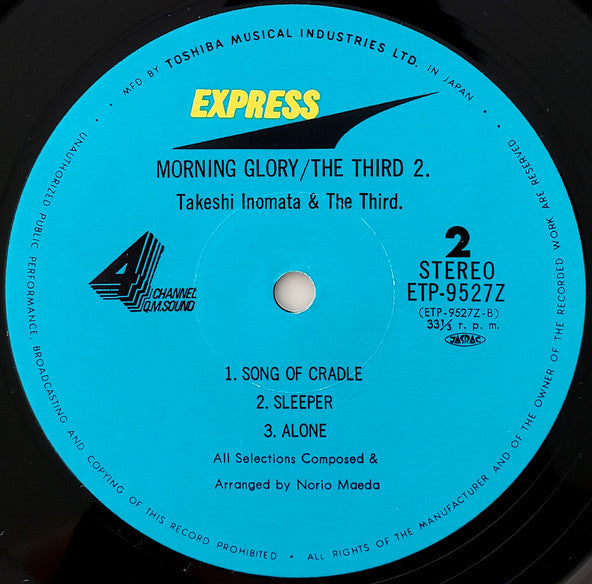 MFD. BY TOSHIBA MUSICAL INDUSTRIES LTD. IN JAPAN
EXPRESS
MORNING GLORY/THE THIRD 2.
Takeshi Inomata & The Third.
4
CHANNEL
Q.M.SOUND
2
STEREO
ETP-9527Z
(ETP-9527Z-B)
33⅓ r. p. m.
JASRAC
1. SONG OF CRADLE
2. SLEEPER
3. ALONE
All Selections Composed &
Arranged by Norio Maeda
UNAUTHORIZED PUBLIC PERFORMANCE, BROADCASTING AND COPYING OF THIS RECORD PROHIBITED • ALL RIGHTS OF THE MANUFACTURER AND OF THE OWNER OF THE RECORDED WORK ARE RESERVED